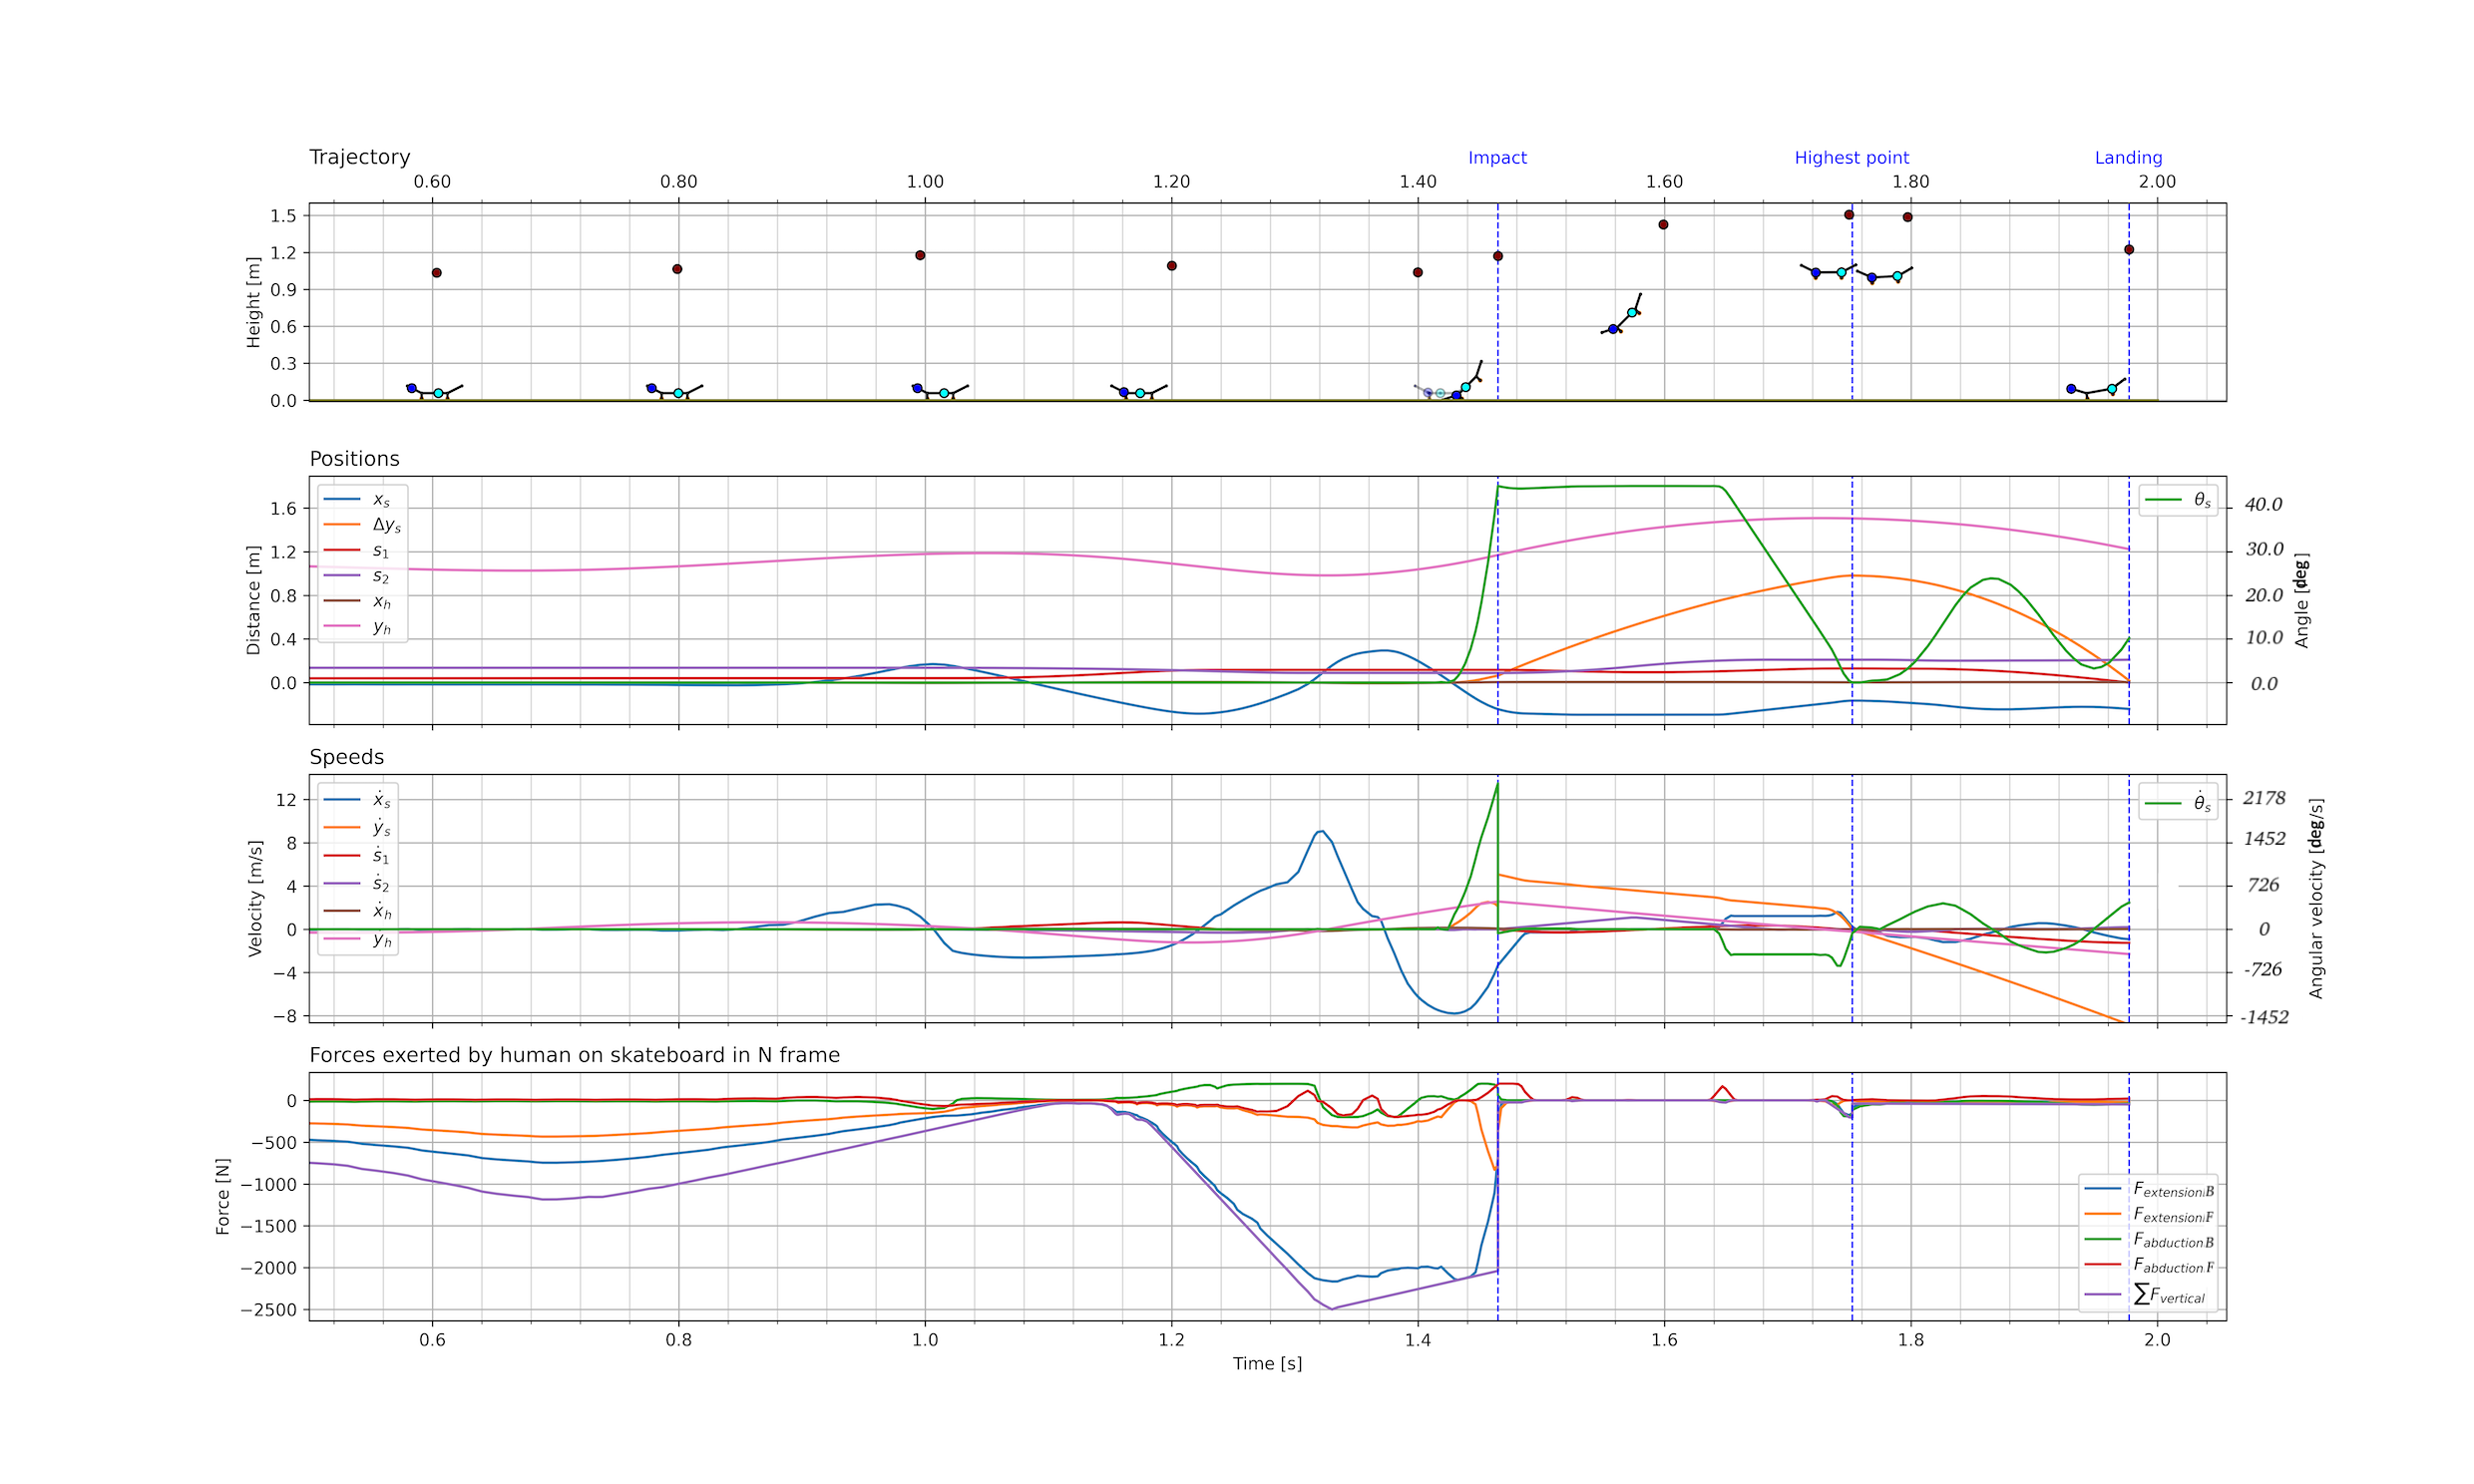 Trajectory
Impact Highest point Landing
0.60 0.80 1.00 1.20 1.40 1.60 1.80 2.00
Height [m]
1.5
1.2
0.9
0.6
0.3
0.0
Positions
Distance [m]
1.6
1.2
0.8
0.4
0.0
x_s
Δy_s
s_1
s_2
x_h
y_h
θ_s
40.0
30.0
20.0
10.0
0.0
Angle [deg]
Speeds
Velocity [m/s]
12
8
4
0
−4
−8
ẋ_s
ẏ_s
ṡ_1
ṡ_2
ẋ_h
ẏ_h
θ̇_s
2178
1452
726
0
-726
-1452
Angular velocity [deg/s]
Forces exerted by human on skateboard in N frame
Force [N]
0
−500
−1000
−1500
−2000
−2500
F_extension B
F_extension F
F_abduction B
F_abduction F
∑F_vertical
0.6 0.8 1.0 1.2 1.4 1.6 1.8 2.0
Time [s]